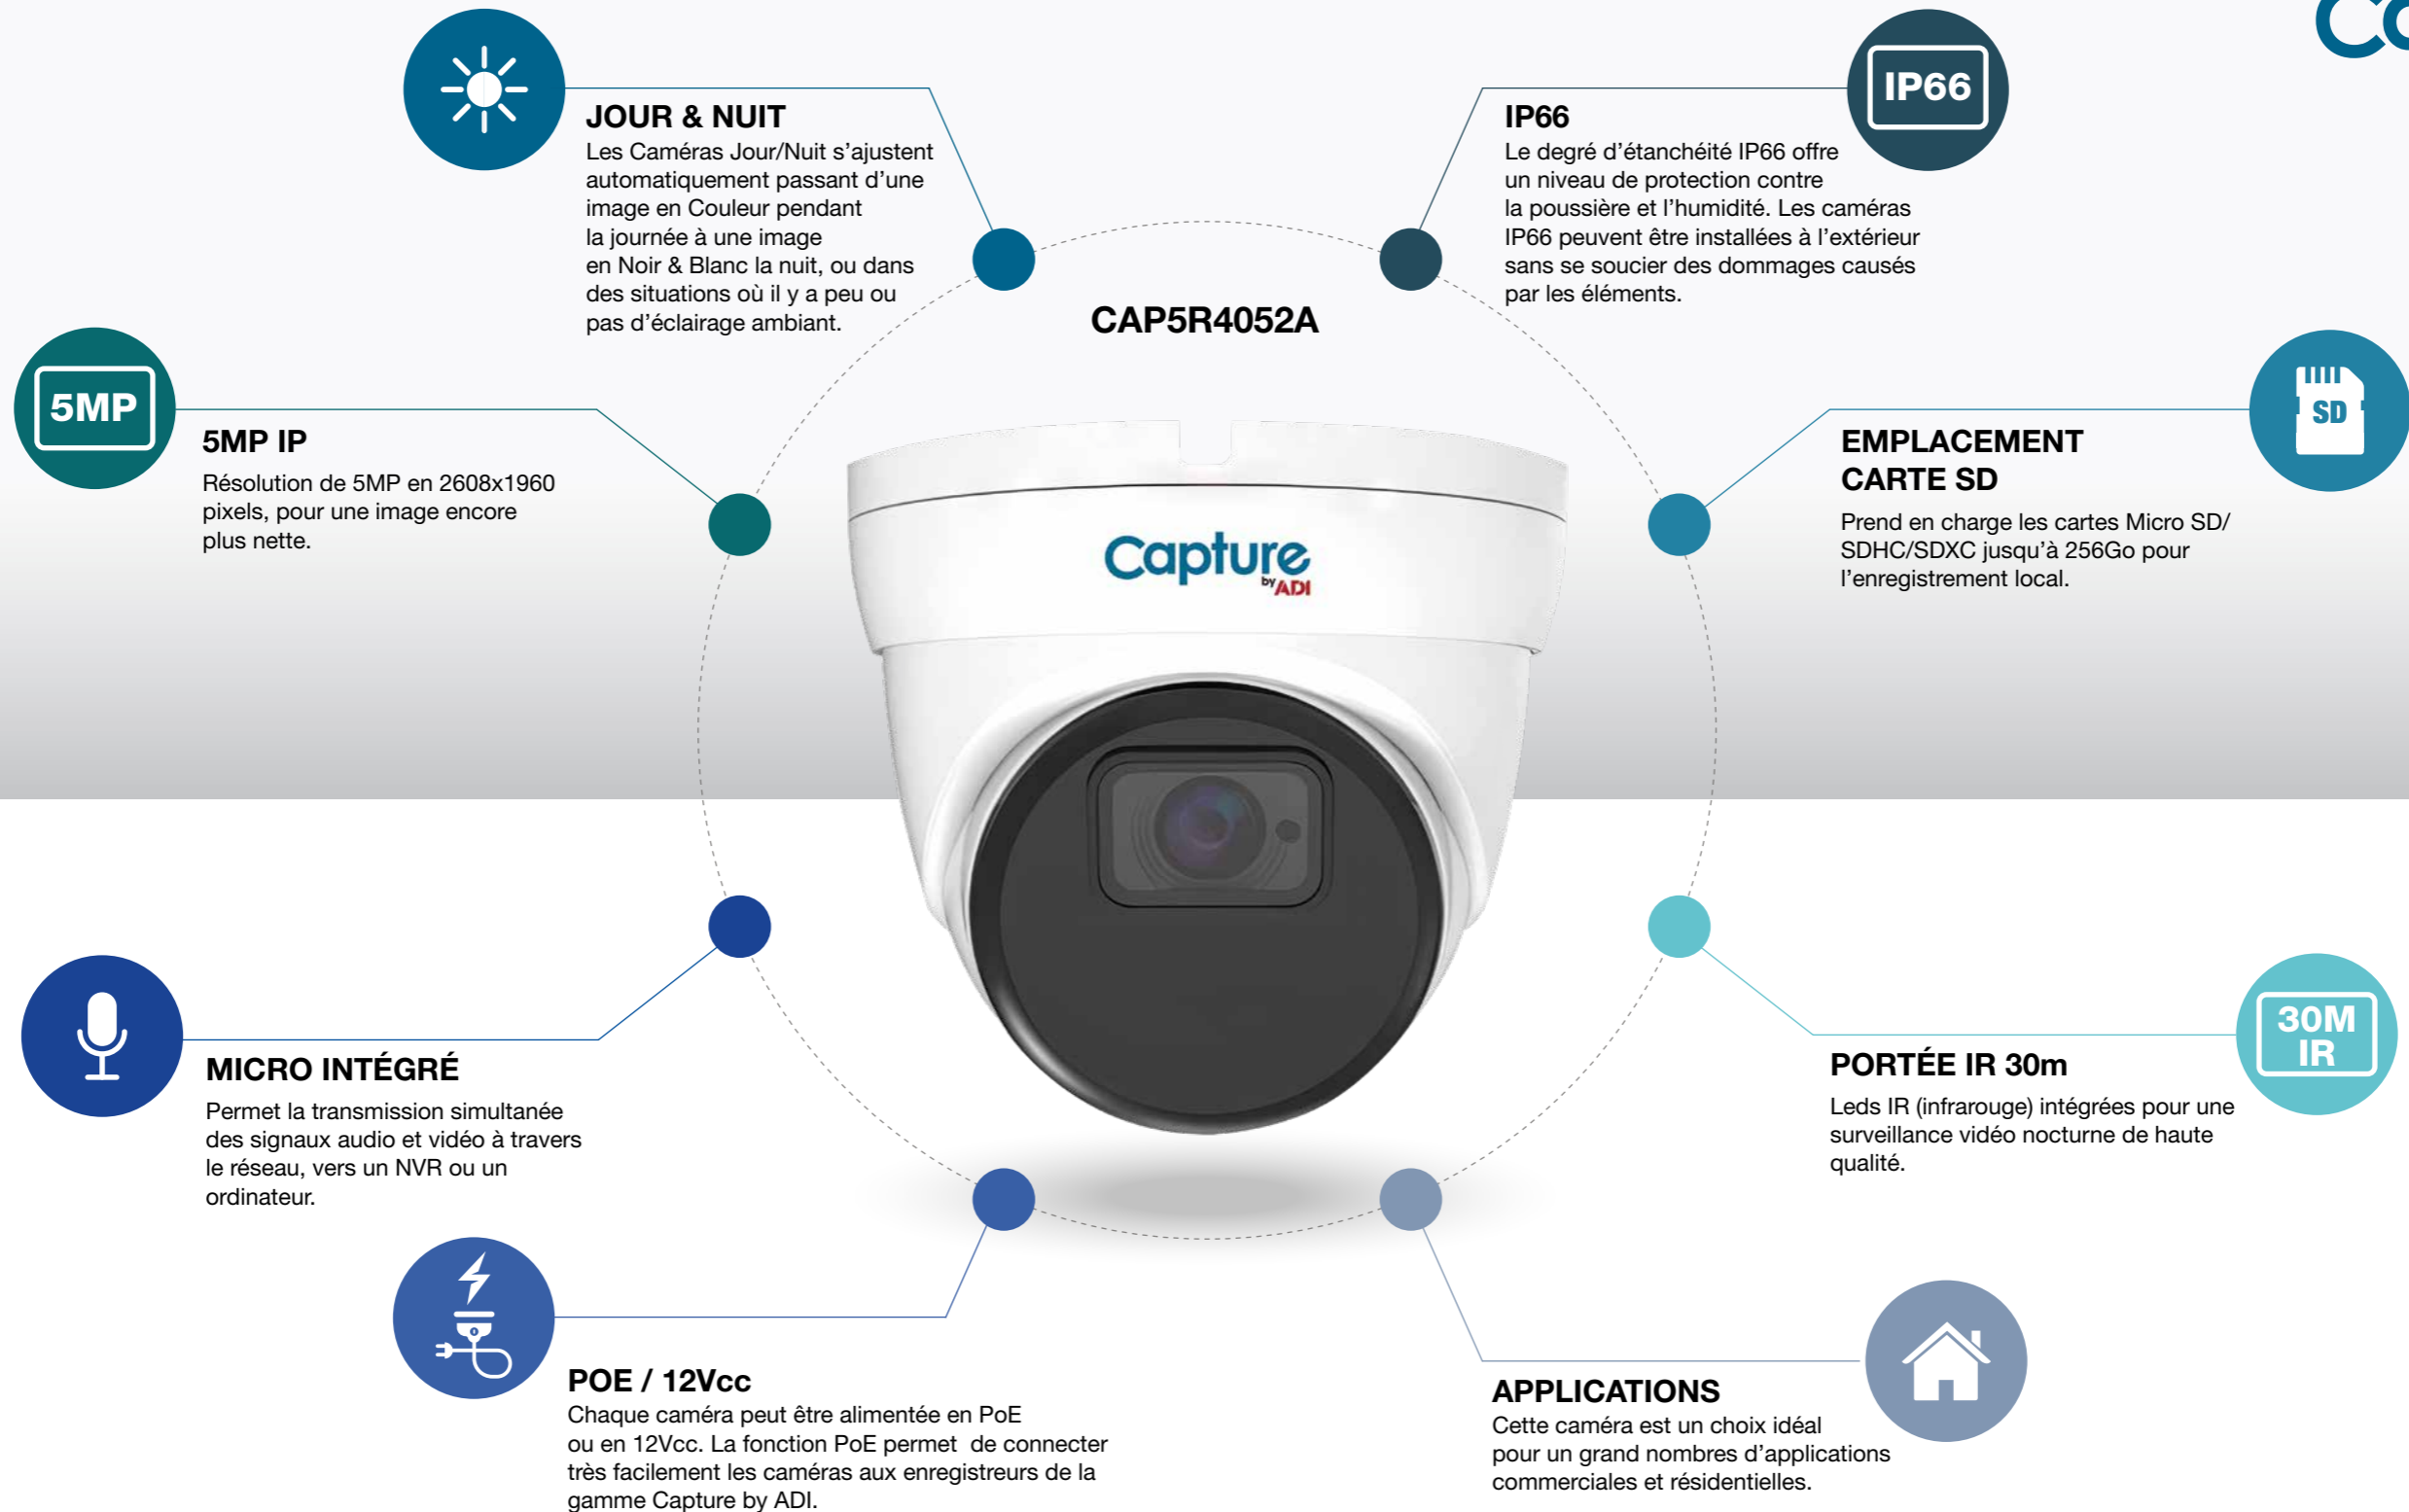 JOUR & NUIT
Les Caméras Jour/Nuit s'ajustent
automatiquement passant d'une
image en Couleur pendant
la journée à une image
en Noir & Blanc la nuit, ou dans
des situations où il y a peu ou
pas d'éclairage ambiant.
IP66
IP66
Le degré d'étanchéité IP66 offre
un niveau de protection contre
la poussière et l'humidité. Les caméras
IP66 peuvent être installées à l'extérieur
sans se soucier des dommages causés
par les éléments.
CAP5R4052A
5MP
5MP IP
Résolution de 5MP en 2608x1960
pixels, pour une image encore
plus nette.
SD
EMPLACEMENT
CARTE SD
Prend en charge les cartes Micro SD/
SDHC/SDXC jusqu'à 256Go pour
l'enregistrement local.
Capture
by ADI
MICRO INTÉGRÉ
Permet la transmission simultanée
des signaux audio et vidéo à travers
le réseau, vers un NVR ou un
ordinateur.
30M
IR
PORTÉE IR 30m
Leds IR (infrarouge) intégrées pour une
surveillance vidéo nocturne de haute
qualité.
POE / 12Vcc
Chaque caméra peut être alimentée en PoE
ou en 12Vcc. La fonction PoE permet  de connecter
très facilement les caméras aux enregistreurs de la
gamme Capture by ADI.
APPLICATIONS
Cette caméra est un choix idéal
pour un grand nombres d'applications
commerciales et résidentielles.